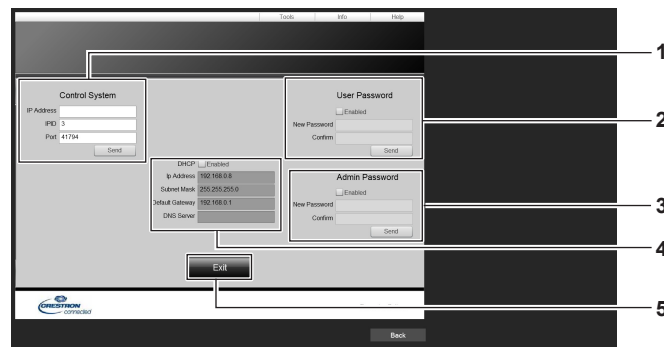 Tools Info Help
1
Control System
IP Address
IPID 3
Port 41794
Send
User Password
Enabled
New Password
Confirm
Send
2
DHCP Enabled
Ip Address 192.168.0.8
Subnet Mask 255.255.255.0
Default Gateway 192.168.0.1
DNS Server
Admin Password
Enabled
New Password
Confirm
Send
3
4
Exit
5
CRESTRON
connected
Back